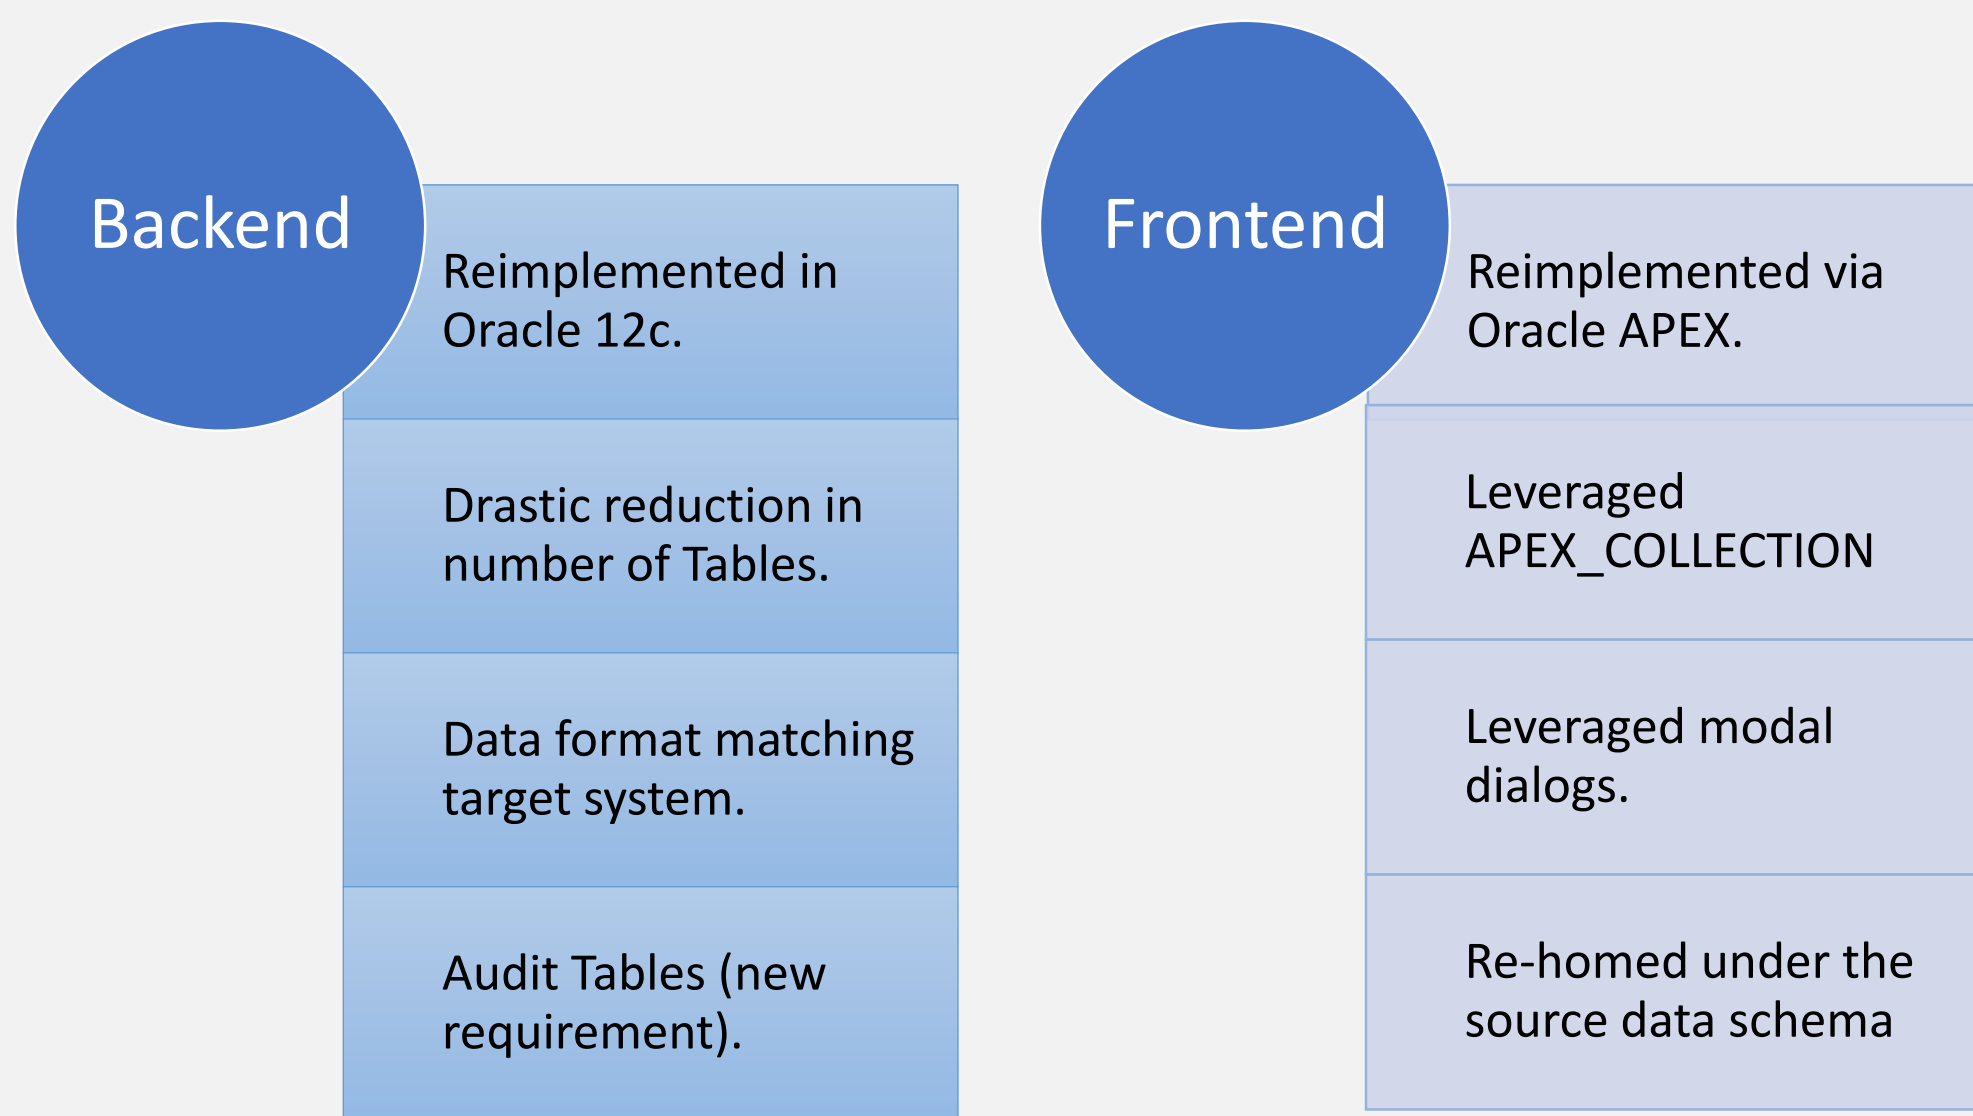 Backend
Reimplemented in
Oracle 12c.
Drastic reduction in
number of Tables.
Data format matching
target system.
Audit Tables (new
requirement).
Frontend
Reimplemented via
Oracle APEX.
Leveraged
APEX_COLLECTION
Leveraged modal
dialogs.
Re-homed under the
source data schema